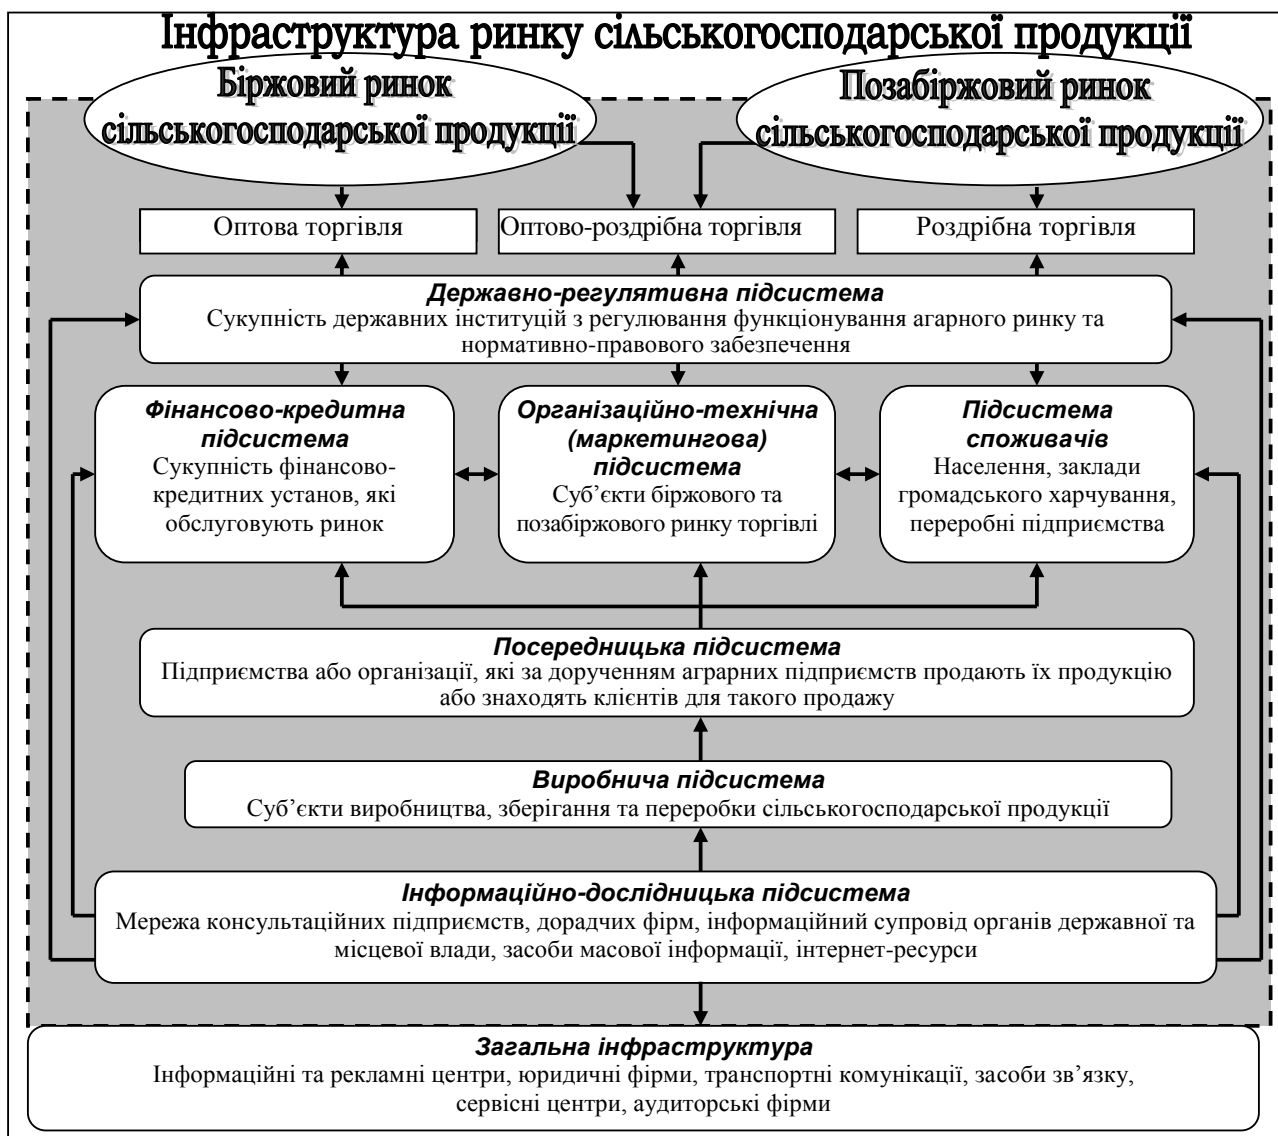 Інфраструктура ринку сільськогосподарської продукції
Біржовий ринок
сільськогосподарської продукції
Позабіржовий ринок
сільськогосподарської продукції
Оптова торгівля
Оптово-роздрібна торгівля
Роздрібна торгівля
Державно-регулятивна підсистема
Сукупність державних інституцій з регулювання функціонування агарного ринку та
нормативно-правового забезпечення
Фінансово-кредитна
підсистема
Сукупність фінансово-
кредитних установ, які
обслуговують ринок
Організаційно-технічна
(маркетингова)
підсистема
Суб’єкти біржового та
позабіржового ринку торгівлі
Підсистема
споживачів
Населення, заклади
громадського харчування,
переробні підприємства
Посередницька підсистема
Підприємства або організації, які за дорученням аграрних підприємств продають їх продукцію
або знаходять клієнтів для такого продажу
Виробнича підсистема
Суб’єкти виробництва, зберігання та переробки сільськогосподарської продукції
Інформаційно-дослідницька підсистема
Мережа консультаційних підприємств, дорадчих фірм, інформаційний супровід органів державної та
місцевої влади, засоби масової інформації, інтернет-ресурси
Загальна інфраструктура
Інформаційні та рекламні центри, юридичні фірми, транспортні комунікації, засоби зв’язку,
сервісні центри, аудиторські фірми